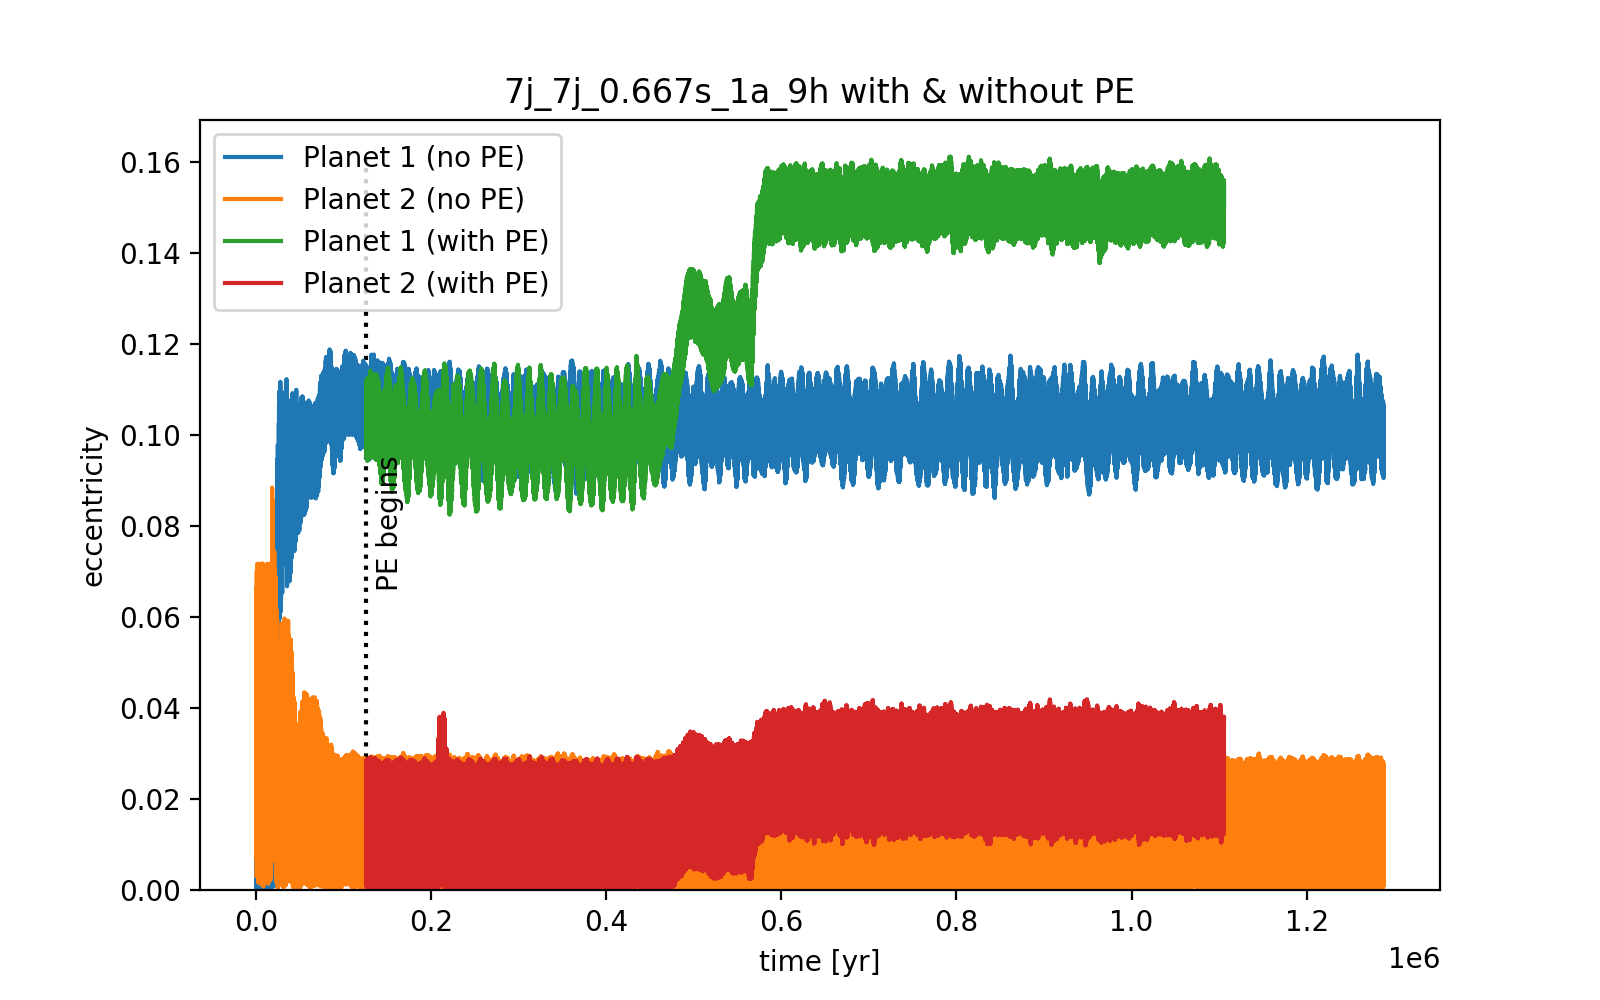 7j_7j_0.667s_1a_9h with & without PE
Planet 1 (no PE)
Planet 2 (no PE)
Planet 1 (with PE)
Planet 2 (with PE)
0.16
0.14
0.12
0.10
0.08
0.06
0.04
0.02
0.00
eccentricity
PE begins
0.0
0.2
0.4
0.6
0.8
1.0
1.2
time [yr]
1e6